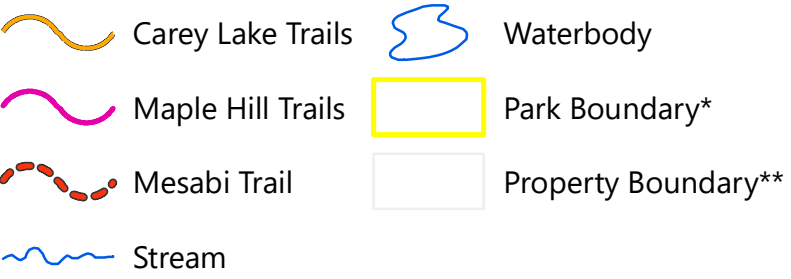 Carey Lake Trails
Maple Hill Trails
Mesabi Trail
Stream
Waterbody
Park Boundary*
Property Boundary**